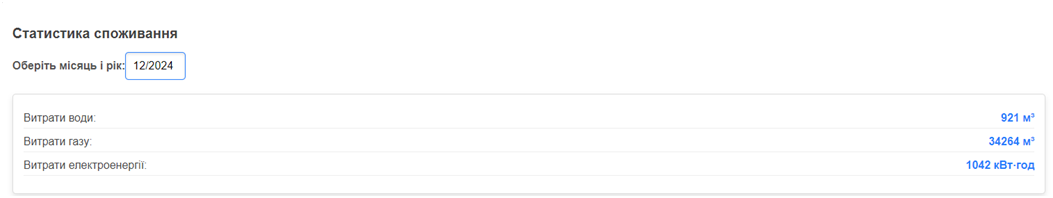 Статистика споживання
Оберіть місяць і рік: 12/2024
Витрати води: 921 м³
Витрати газу: 34264 м³
Витрати електроенергії: 1042 кВт·год